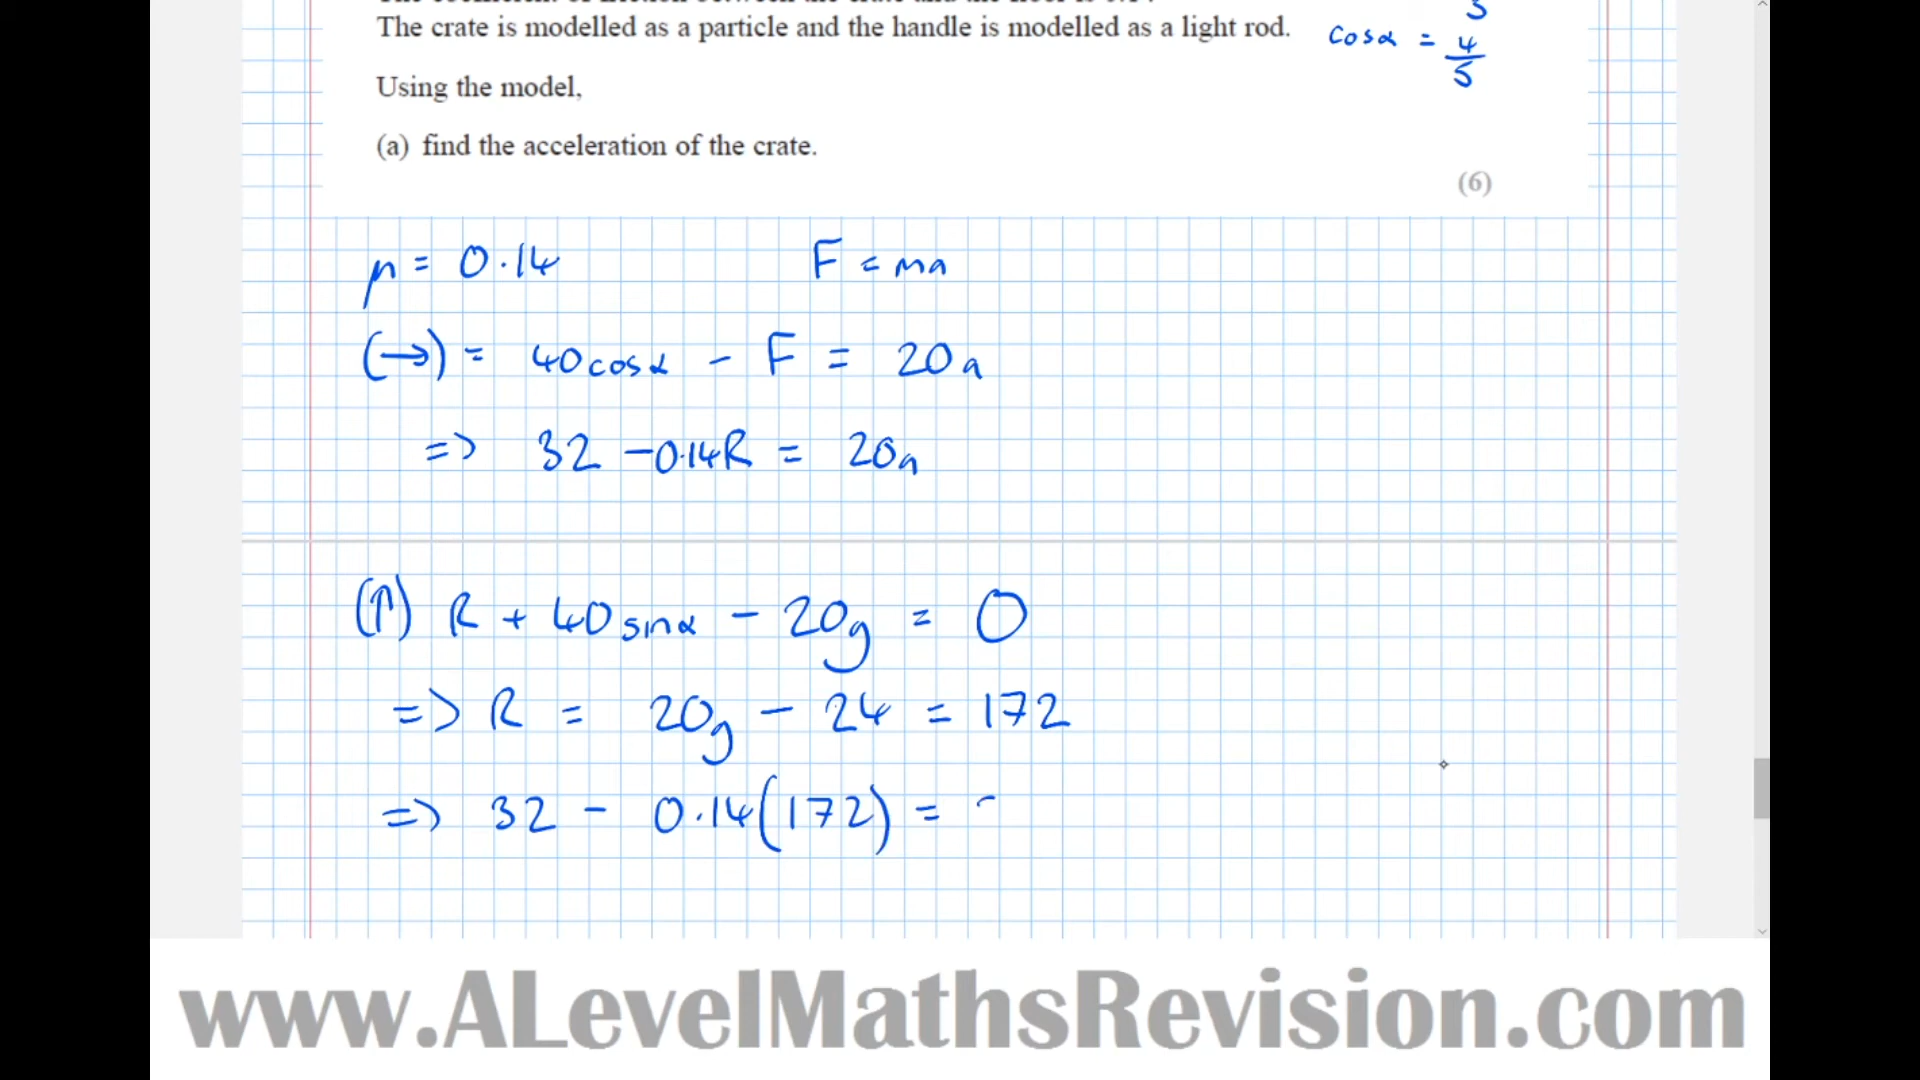 The crate is modelled as a particle and the handle is modelled as a light rod.
cosα = 4/5
Using the model,
(a) find the acceleration of the crate.
(6)
μ = 0.14 F = ma
(→) = 40cosα - F = 20a
=> 32 - 0.14R = 20a
(↑) R + 40sinα - 20g = 0
=> R = 20g - 24 = 172
=> 32 - 0.14(172) =
www.ALevelMathsRevision.com